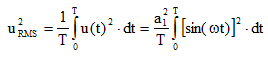 u²_RMS = 1/T ∫₀ᵀ u(t)² · dt = a₁²/T ∫₀ᵀ [sin( ωt)]² · dt